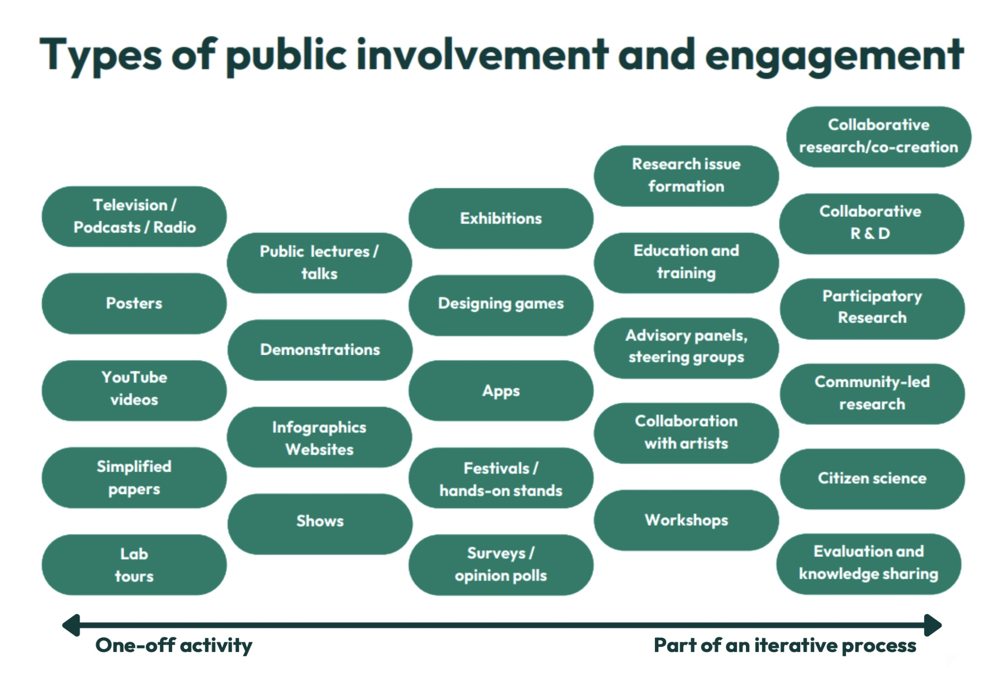 Types of public involvement and engagement
Television /
Podcasts / Radio
Posters
YouTube
videos
Simplified
papers
Lab
tours
Public lectures /
talks
Demonstrations
Infographics
Websites
Shows
Exhibitions
Designing games
Apps
Festivals /
hands-on stands
Surveys /
opinion polls
Research issue
formation
Education and
training
Advisory panels,
steering groups
Collaboration
with artists
Workshops
Collaborative
research/co-creation
Collaborative
R & D
Participatory
Research
Community-led
research
Citizen science
Evaluation and
knowledge sharing
One-off activity
Part of an iterative process